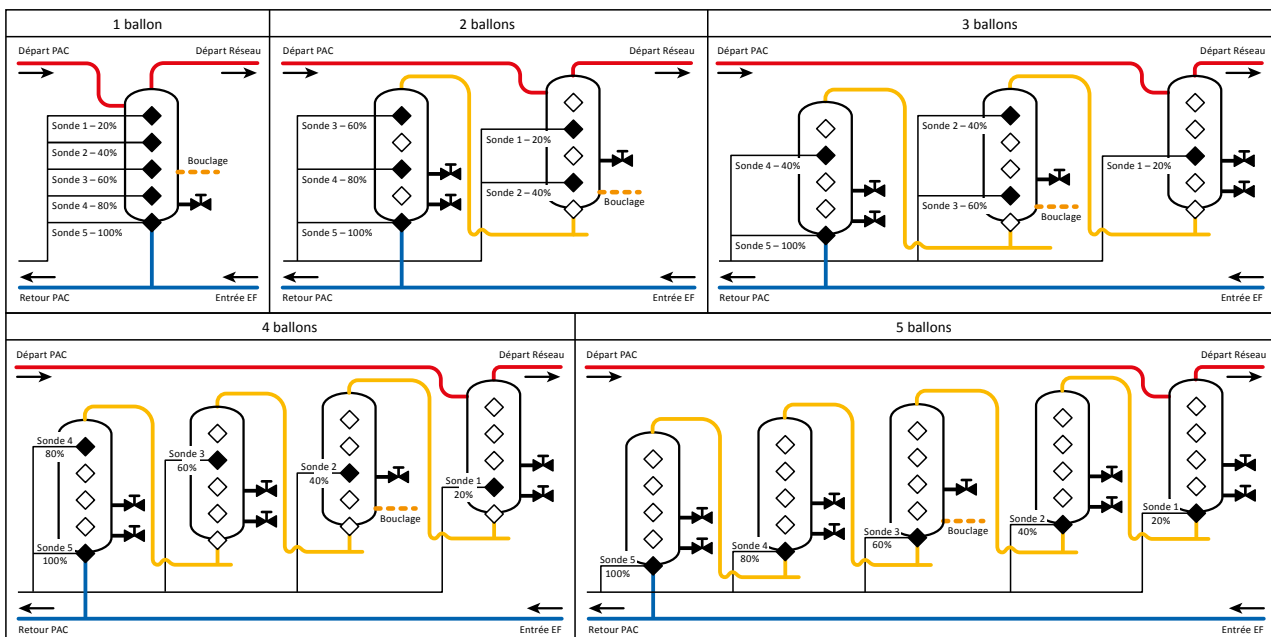 1 ballon
Départ PAC
Départ Réseau
Sonde 1 – 20%
Sonde 2 – 40%
Bouclage
Sonde 3 – 60%
Sonde 4 – 80%
Sonde 5 – 100%
Retour PAC
Entrée EF
2 ballons
Départ PAC
Départ Réseau
Sonde 3 – 60%
Sonde 1 – 20%
Sonde 4 – 80%
Sonde 2 – 40%
Bouclage
Sonde 5 – 100%
Retour PAC
Entrée EF
3 ballons
Départ PAC
Départ Réseau
Sonde 2 – 40%
Sonde 4 – 40%
Sonde 1 – 20%
Sonde 3 – 60%
Bouclage
Sonde 5 – 100%
Retour PAC
Entrée EF
4 ballons
Départ PAC
Départ Réseau
Sonde 4
80%
Sonde 3
60%
Sonde 2
40%
Sonde 1
20%
Bouclage
Sonde 5
100%
Retour PAC
Entrée EF
5 ballons
Départ PAC
Départ Réseau
Sonde 1
20%
Sonde 2
40%
Bouclage
Sonde 3
60%
Sonde 4
80%
Sonde 5
100%
Retour PAC
Entrée EF